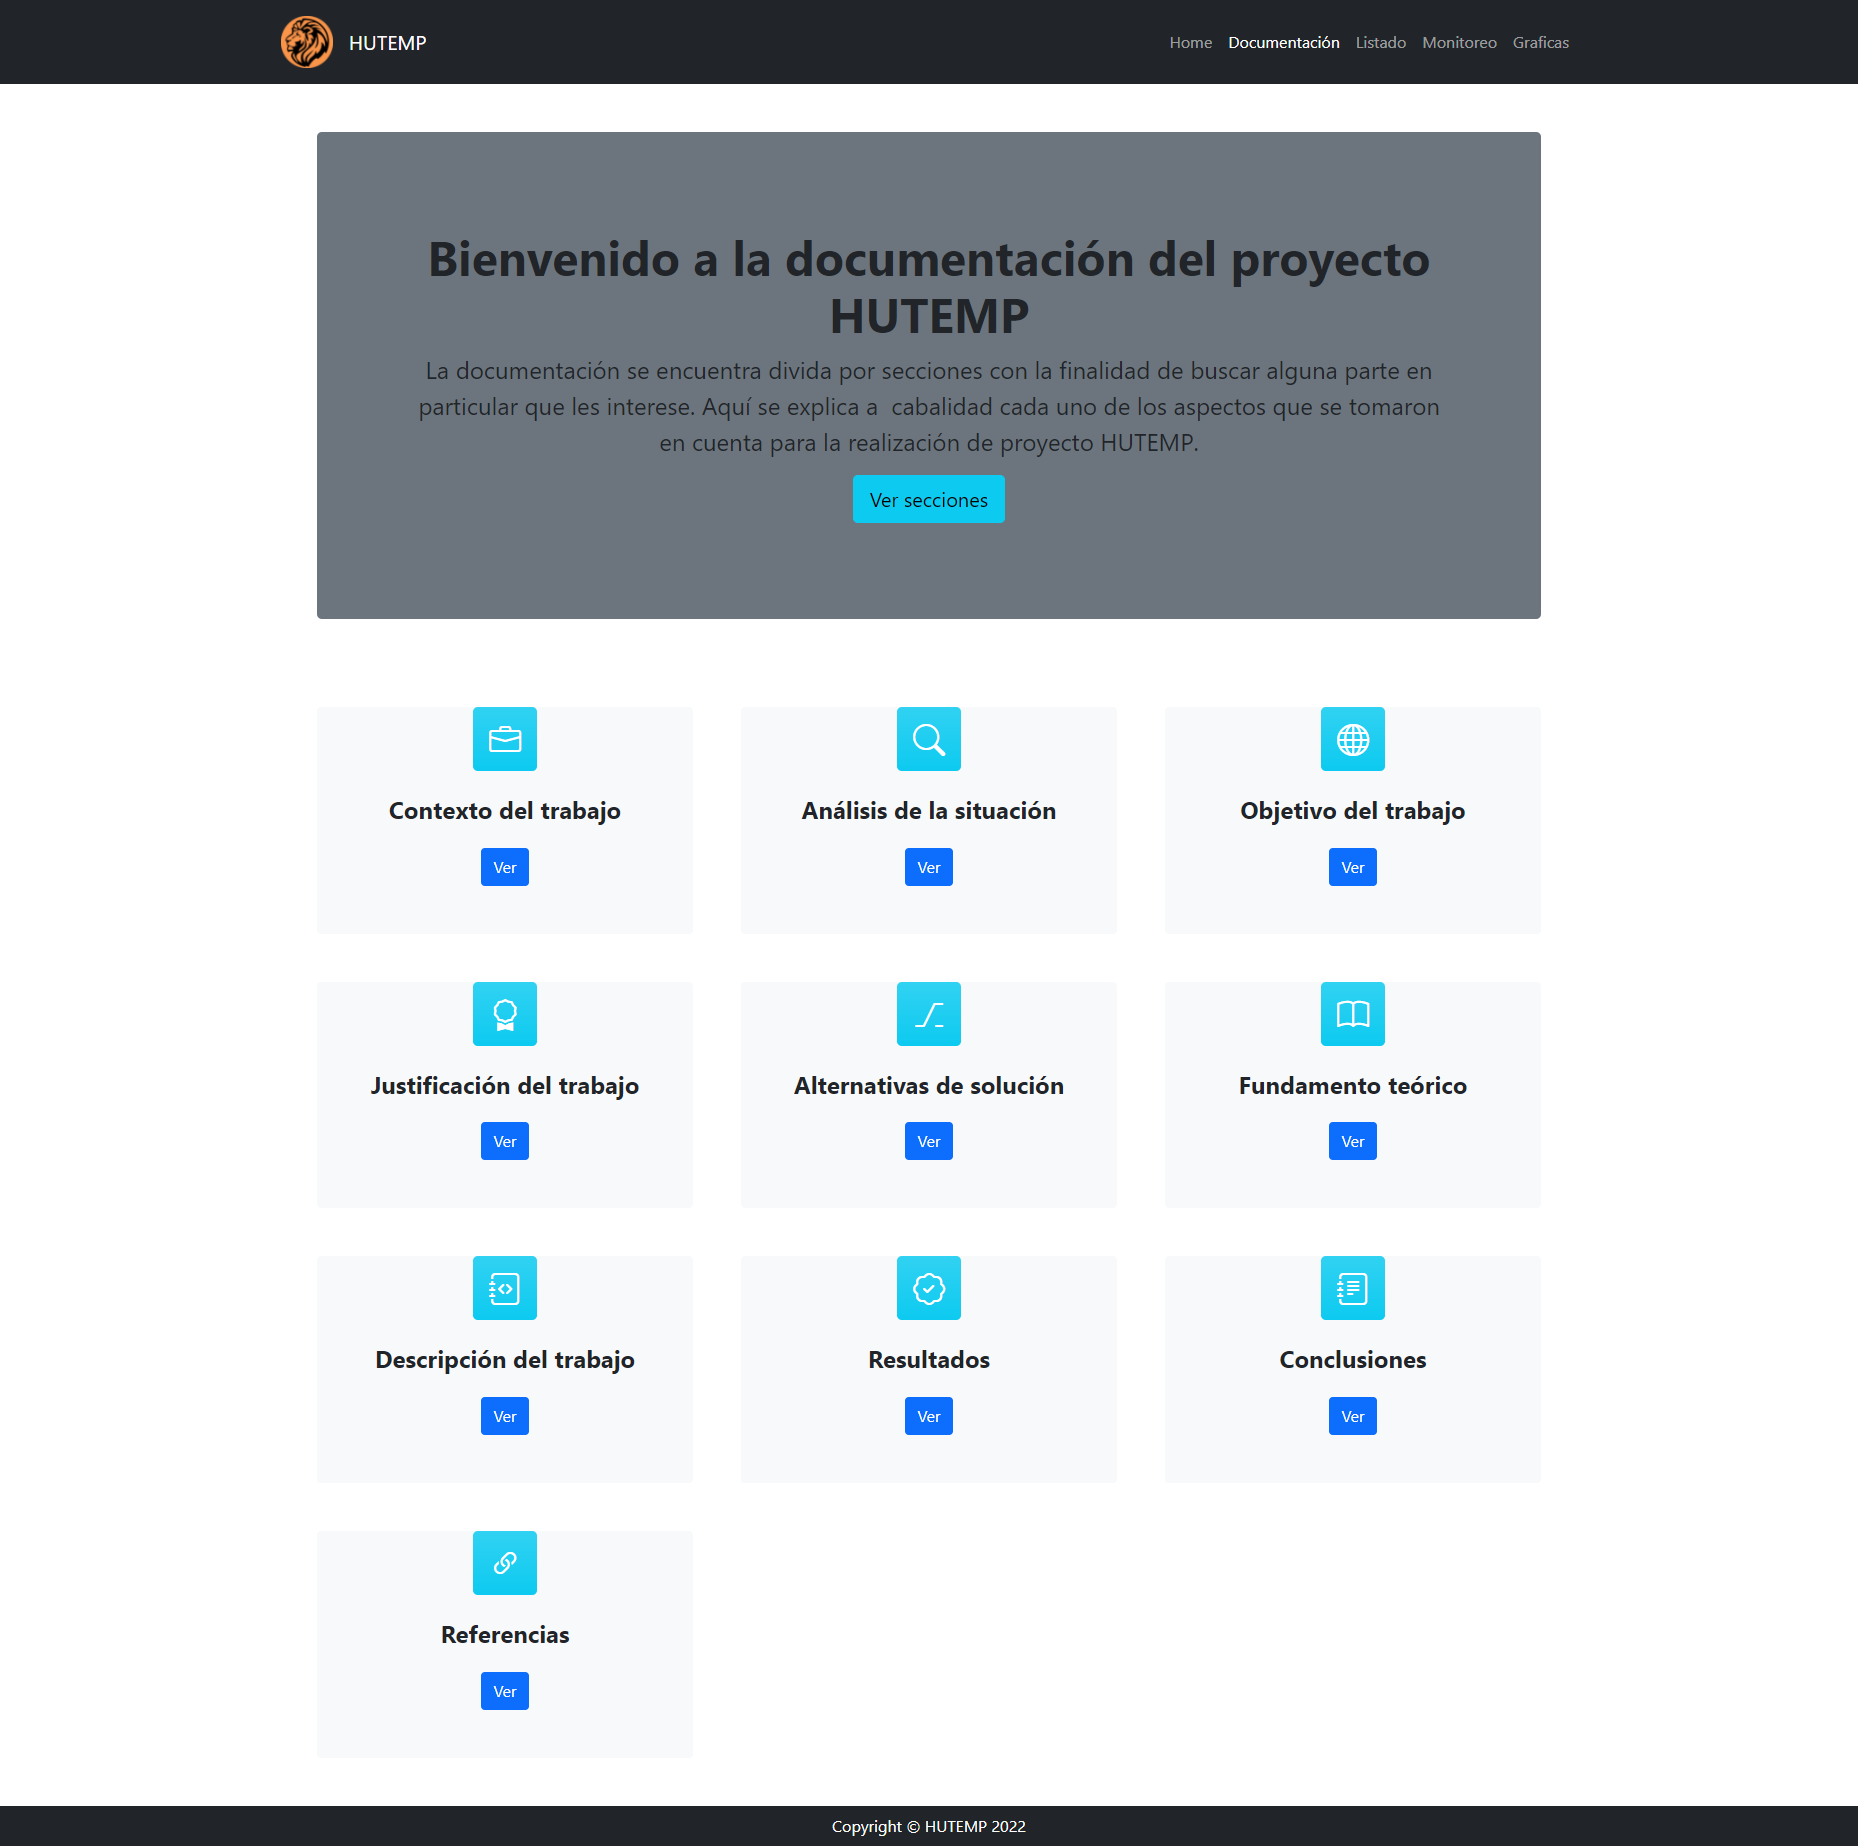 HUTEMP
Home Documentación Listado Monitoreo Graficas
Bienvenido a la documentación del proyecto
HUTEMP
La documentación se encuentra divida por secciones con la finalidad de buscar alguna parte en
particular que les interese. Aquí se explica a  cabalidad cada uno de los aspectos que se tomaron
en cuenta para la realización de proyecto HUTEMP.
Ver secciones
Contexto del trabajo
Ver
Análisis de la situación
Ver
Objetivo del trabajo
Ver
Justificación del trabajo
Ver
Alternativas de solución
Ver
Fundamento teórico
Ver
Descripción del trabajo
Ver
Resultados
Ver
Conclusiones
Ver
Referencias
Ver
Copyright © HUTEMP 2022